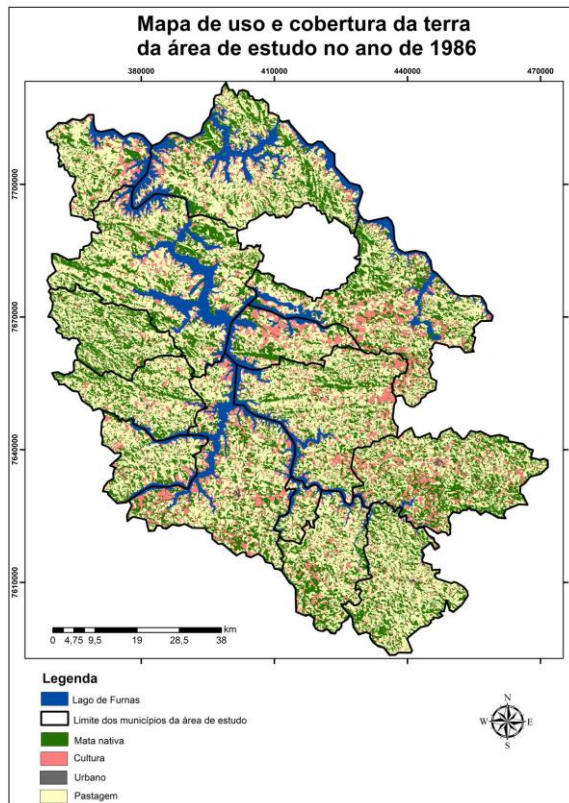 Mapa de uso e cobertura da terra
da área de estudo no ano de 1986
380000 410000 440000 470000
7700000
7670000
7640000
7610000
km
0 4,75 9,5 19 28,5 38
Legenda
Lago de Furnas
Limite dos municípios da área de estudo
Mata nativa
Cultura
Urbano
Pastagem
N
W E
S